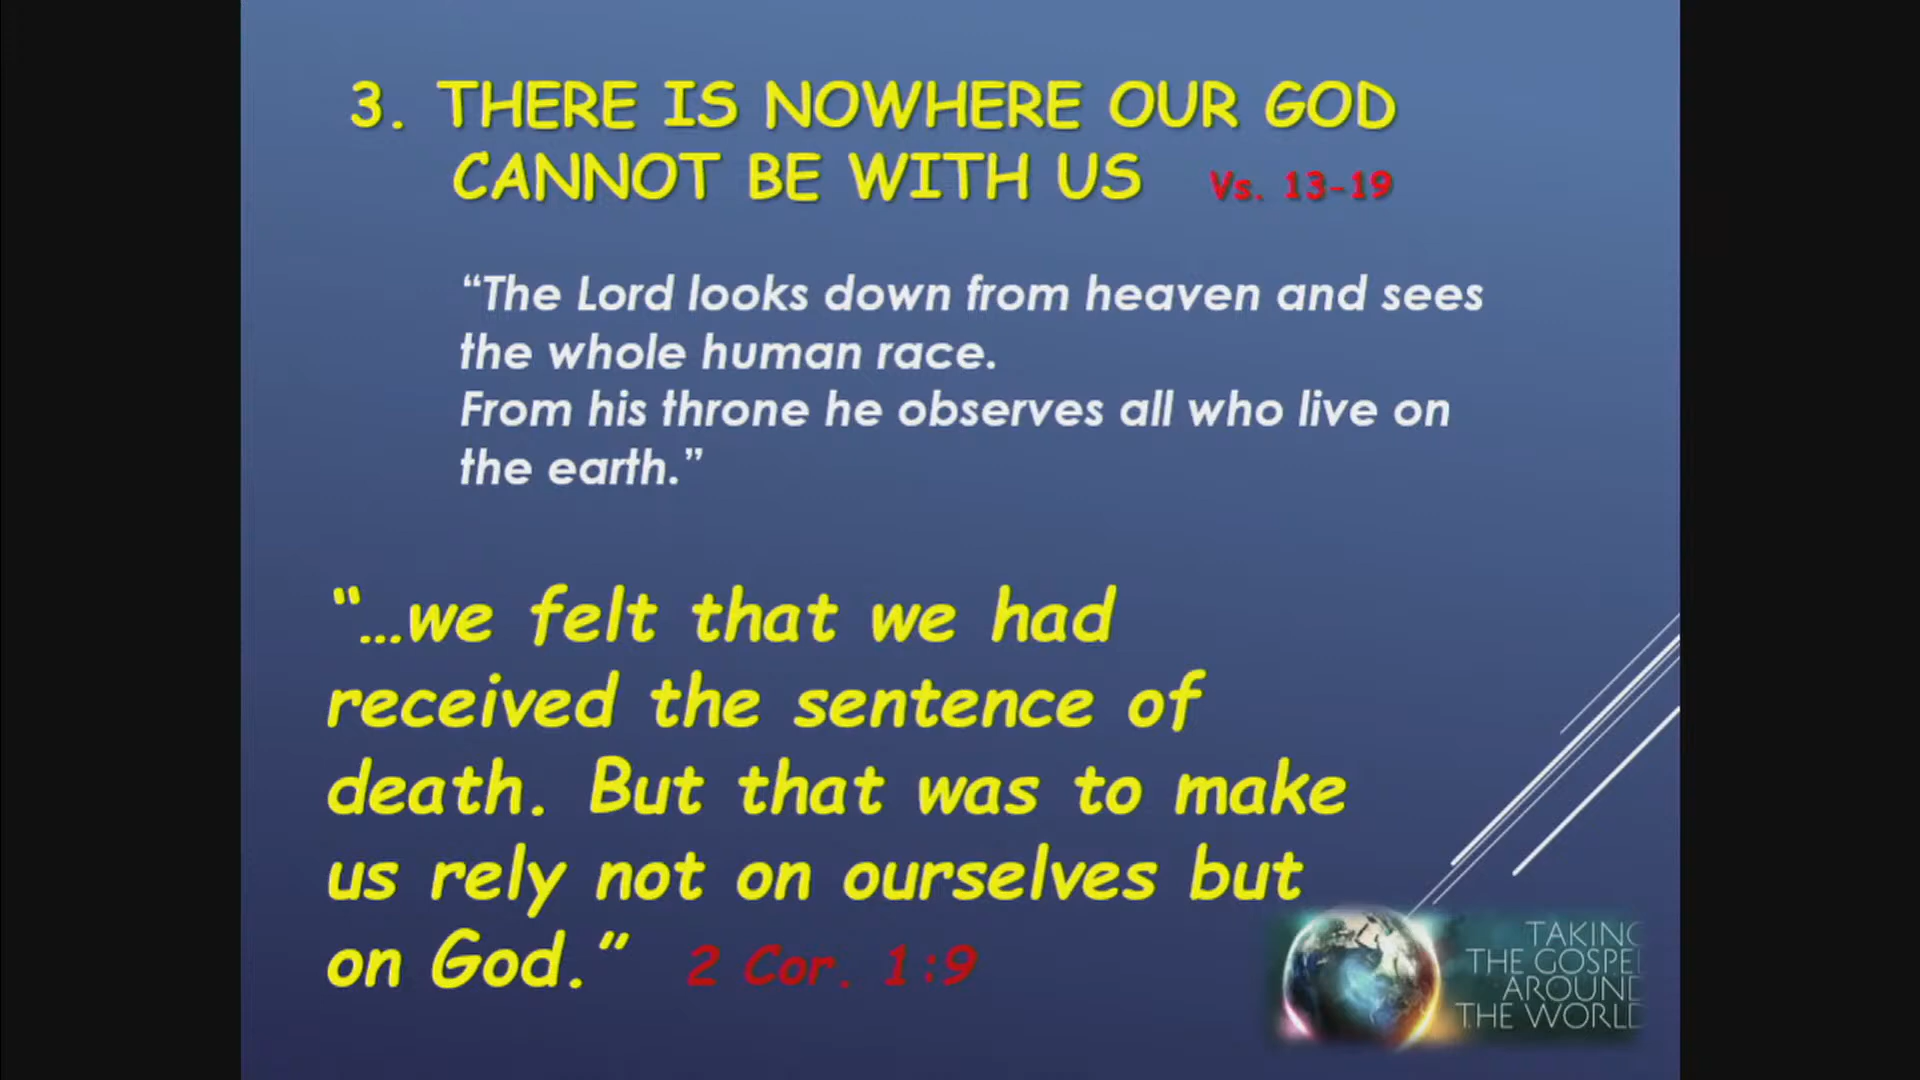 3. THERE IS NOWHERE OUR GOD
CANNOT BE WITH US Vs. 13-19
“The Lord looks down from heaven and sees
the whole human race.
From his throne he observes all who live on
the earth.”
“…we felt that we had
received the sentence of
death. But that was to make
us rely not on ourselves but
on God.” 2 Cor. 1:9
TAKING
THE GOSPEL
AROUND
THE WORLD